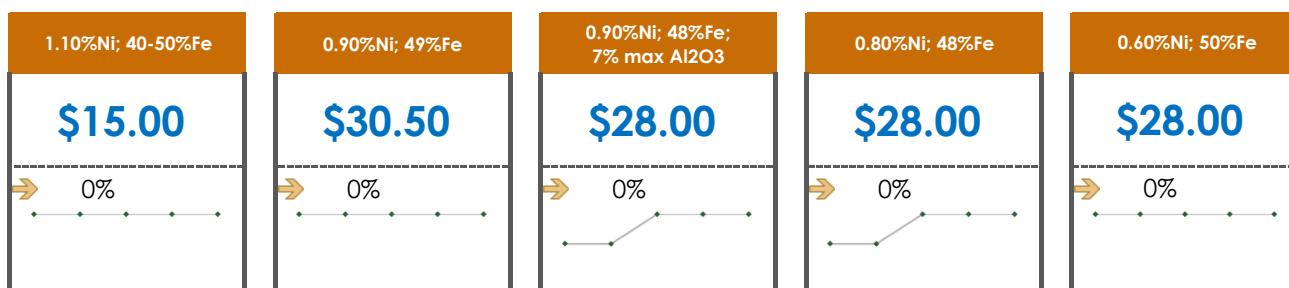 1.10%Ni; 40-50%Fe
$15.00
0%
0.90%Ni; 49%Fe
$30.50
0%
0.90%Ni; 48%Fe;
7% max Al2O3
$28.00
0%
0.80%Ni; 48%Fe
$28.00
0%
0.60%Ni; 50%Fe
$28.00
0%